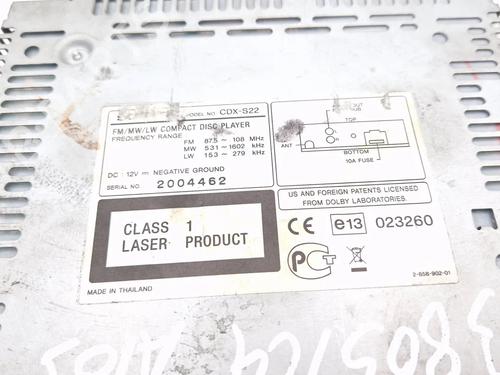 MODEL NO. CDX-S22
FM/MW/LW COMPACT DISC PLAYER
FREQUENCY RANGE
FM 87.5 — 108 MHz
MW 531 — 1602 kHz
LW 153 — 279 kHz
DC : 12V NEGATIVE GROUND
SERIAL NO. 2004462
CLASS 1
LASER PRODUCT
MADE IN THAILAND
OUT
TOP
ANT
BOTTOM
10A FUSE
US AND FOREIGN PATENTS LICENSED
FROM DOLBY LABORATORIES.
CE e13 023260
2-658-902-01